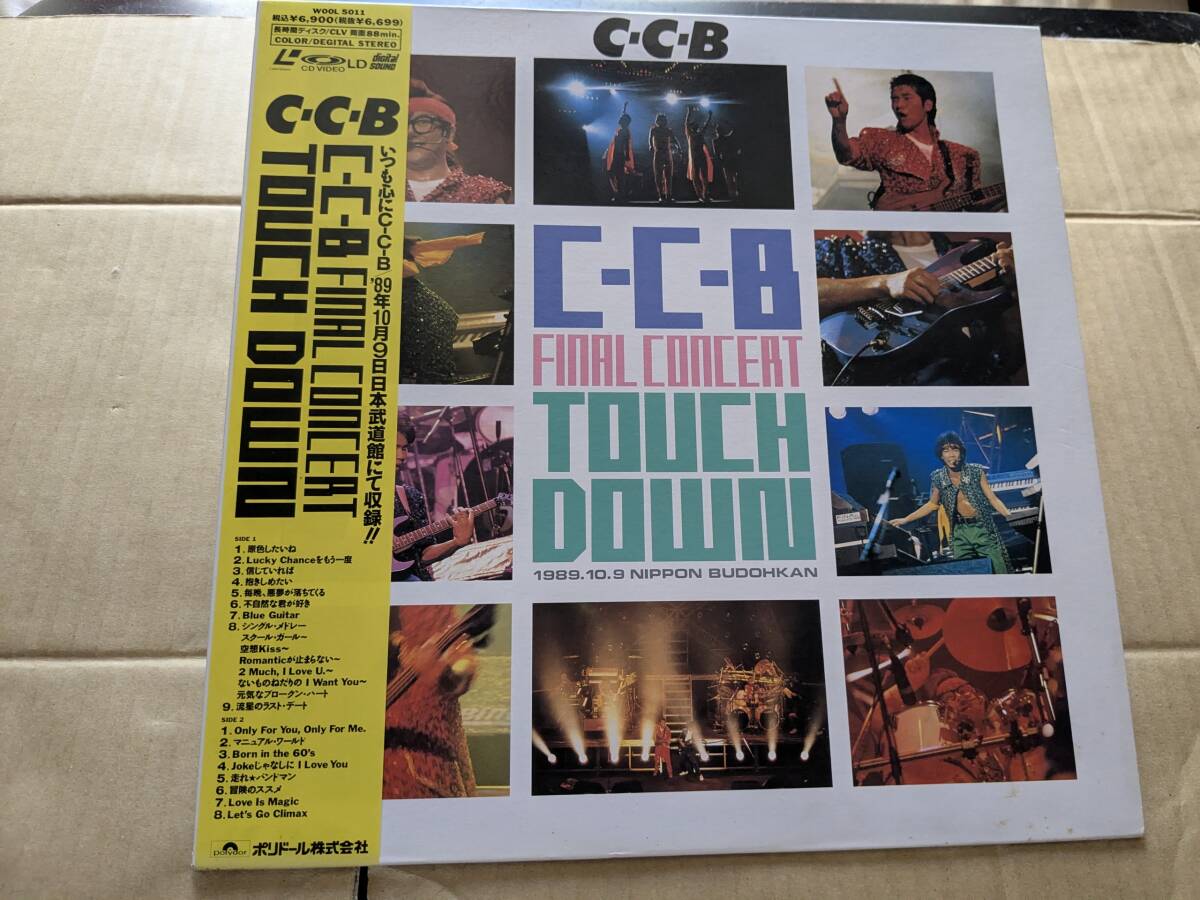 WOOL 5011
税込¥6,900(税抜¥6,699)
長時間ディスク/CLV 両面88min.
COLOR/DEGITAL STEREO
CD VIDEO LD digital SOUND
C-C-B
いつも心にC-C-B/'89年10月9日日本武道館にて収録!!
C-C-B FINAL CONCERT
TOUCH DOWN
SIDE 1
1. 原色したいね
2. Lucky Chanceをもう一度
3. 信じていれば
4. 抱きしめたい
5. 毎晩、悪夢が落ちてくる
6. 不自然な君が好き
7. Blue Guitar
8. シングル・メドレー
スクール・ガール〜
空想Kiss〜
Romanticが止まらない〜
2 Much, I Love U.〜
ないものねだりの I Want You〜
元気なブロークン・ハート
9. 流星のラスト・デート
SIDE 2
1. Only For You, Only For Me.
2. マニュアル・ワールド
3. Born in the 60's
4. Jokeじゃなしに I Love You
5. 走れ★バンドマン
6. 冒険のススメ
7. Love Is Magic
8. Let's Go Climax
polydor ポリドール株式会社
C-C-B
C-C-B
FINAL CONCERT
TOUCH
DOWN
1989.10.9 NIPPON BUDOHKAN